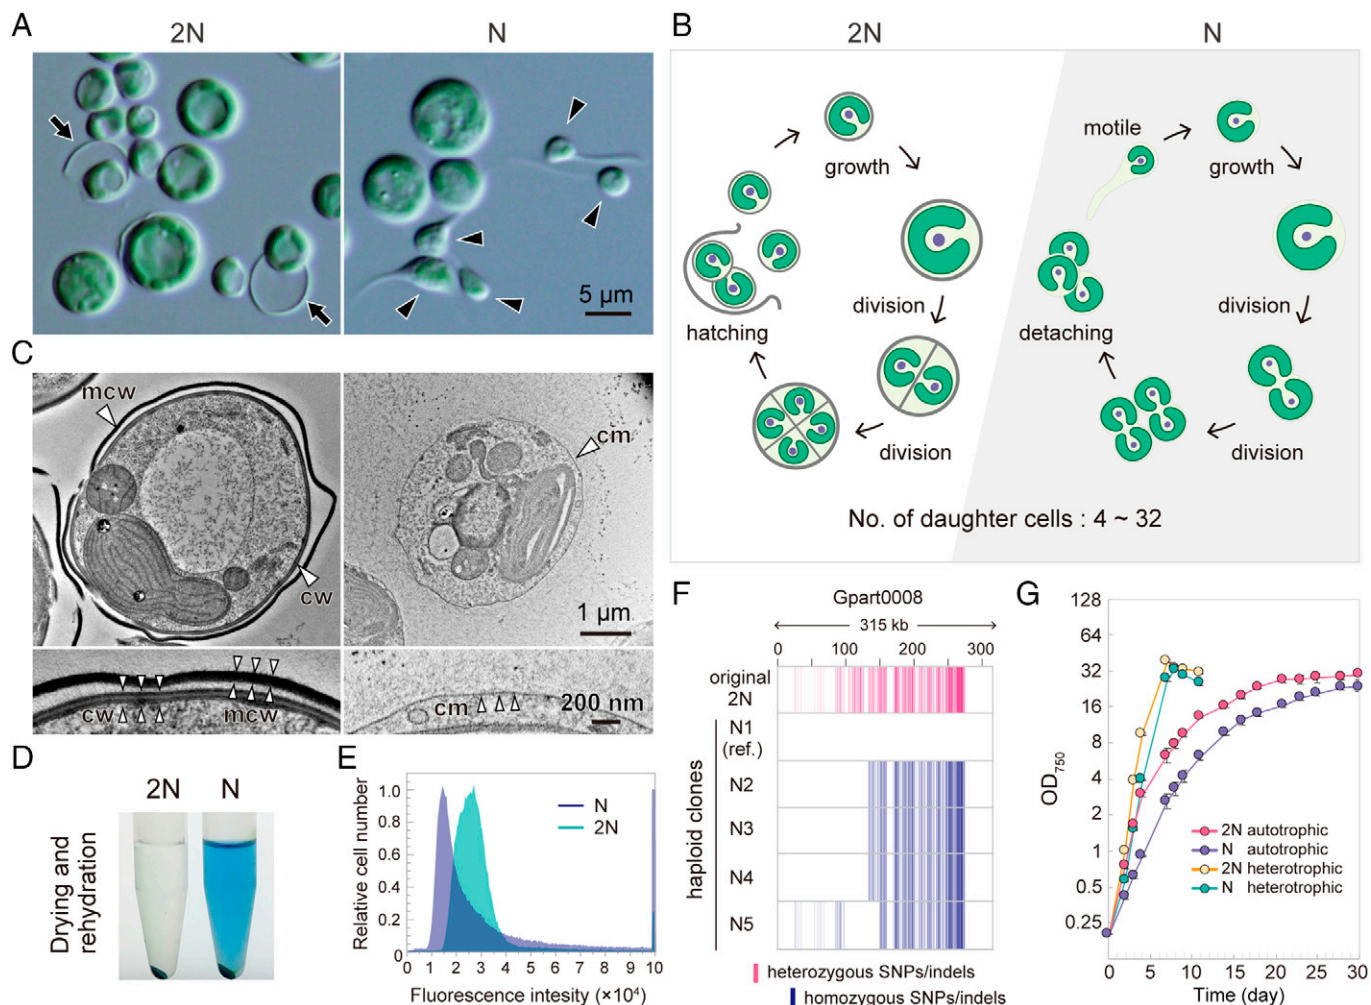 A
2N
N
5 µm
B
2N
N
growth
division
division
hatching
motile
growth
division
division
detaching
No. of daughter cells : 4 ~ 32
C
mcw
cw
cm
1 µm
cw
mcw
cm
200 nm
D
2N
N
Drying and
rehydration
E
Relative cell number
1.0
0.8
0.6
0.4
0.2
0
N
2N
0 1 2 3 4 5 6 7 8 9 10
Fluorescence intesity (×10⁴)
F
Gpart0008
315 kb
0 100 200 300
original
2N
haploid clones
N1
(ref.)
N2
N3
N4
N5
heterozygous SNPs/indels
homozygous SNPs/indels
G
128
64
32
16
8
4
2
1
0.5
0.25
OD750
2N autotrophic
N autotrophic
2N heterotrophic
N heterotrophic
0 5 10 15 20 25 30
Time (day)